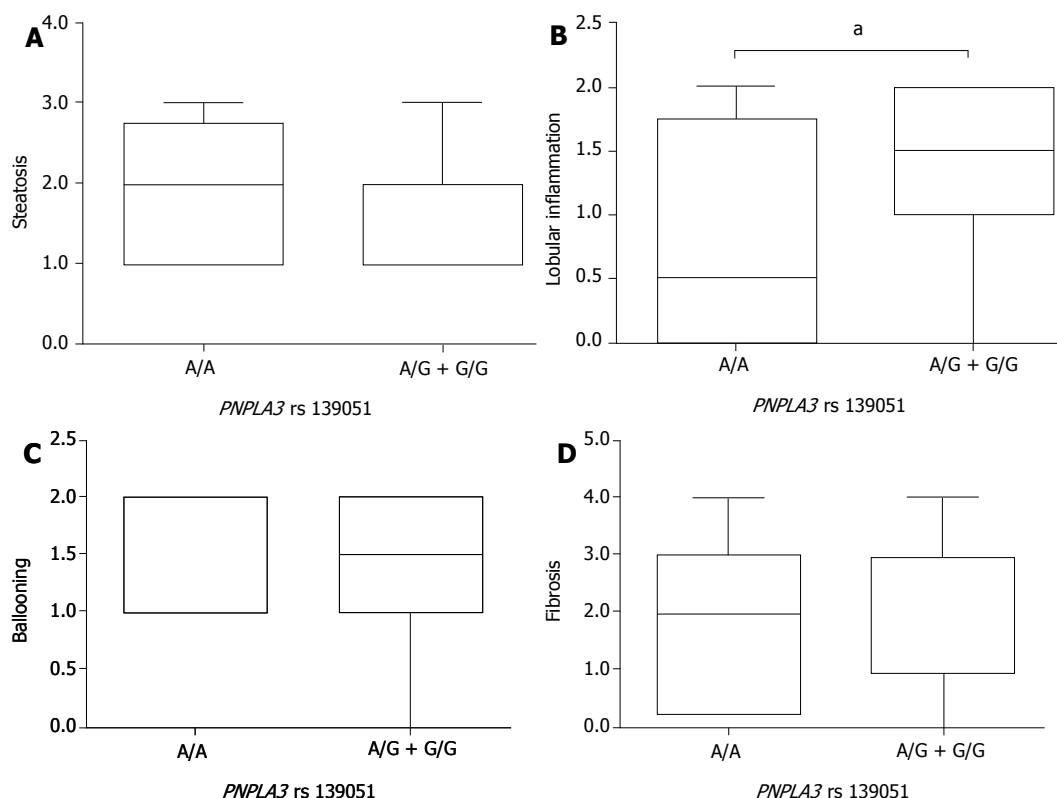 A
4.0
3.0
2.0
1.0
0.0
Steatosis
A/A
A/G + G/G
PNPLA3 rs 139051
B
a
2.5
2.0
1.5
1.0
0.5
0.0
Lobular inflammation
A/A
A/G + G/G
PNPLA3 rs 139051
C
2.5
2.0
1.5
1.0
0.5
0.0
Ballooning
A/A
A/G + G/G
PNPLA3 rs 139051
D
5.0
4.0
3.0
2.0
1.0
0.0
Fibrosis
A/A
A/G + G/G
PNPLA3 rs 139051